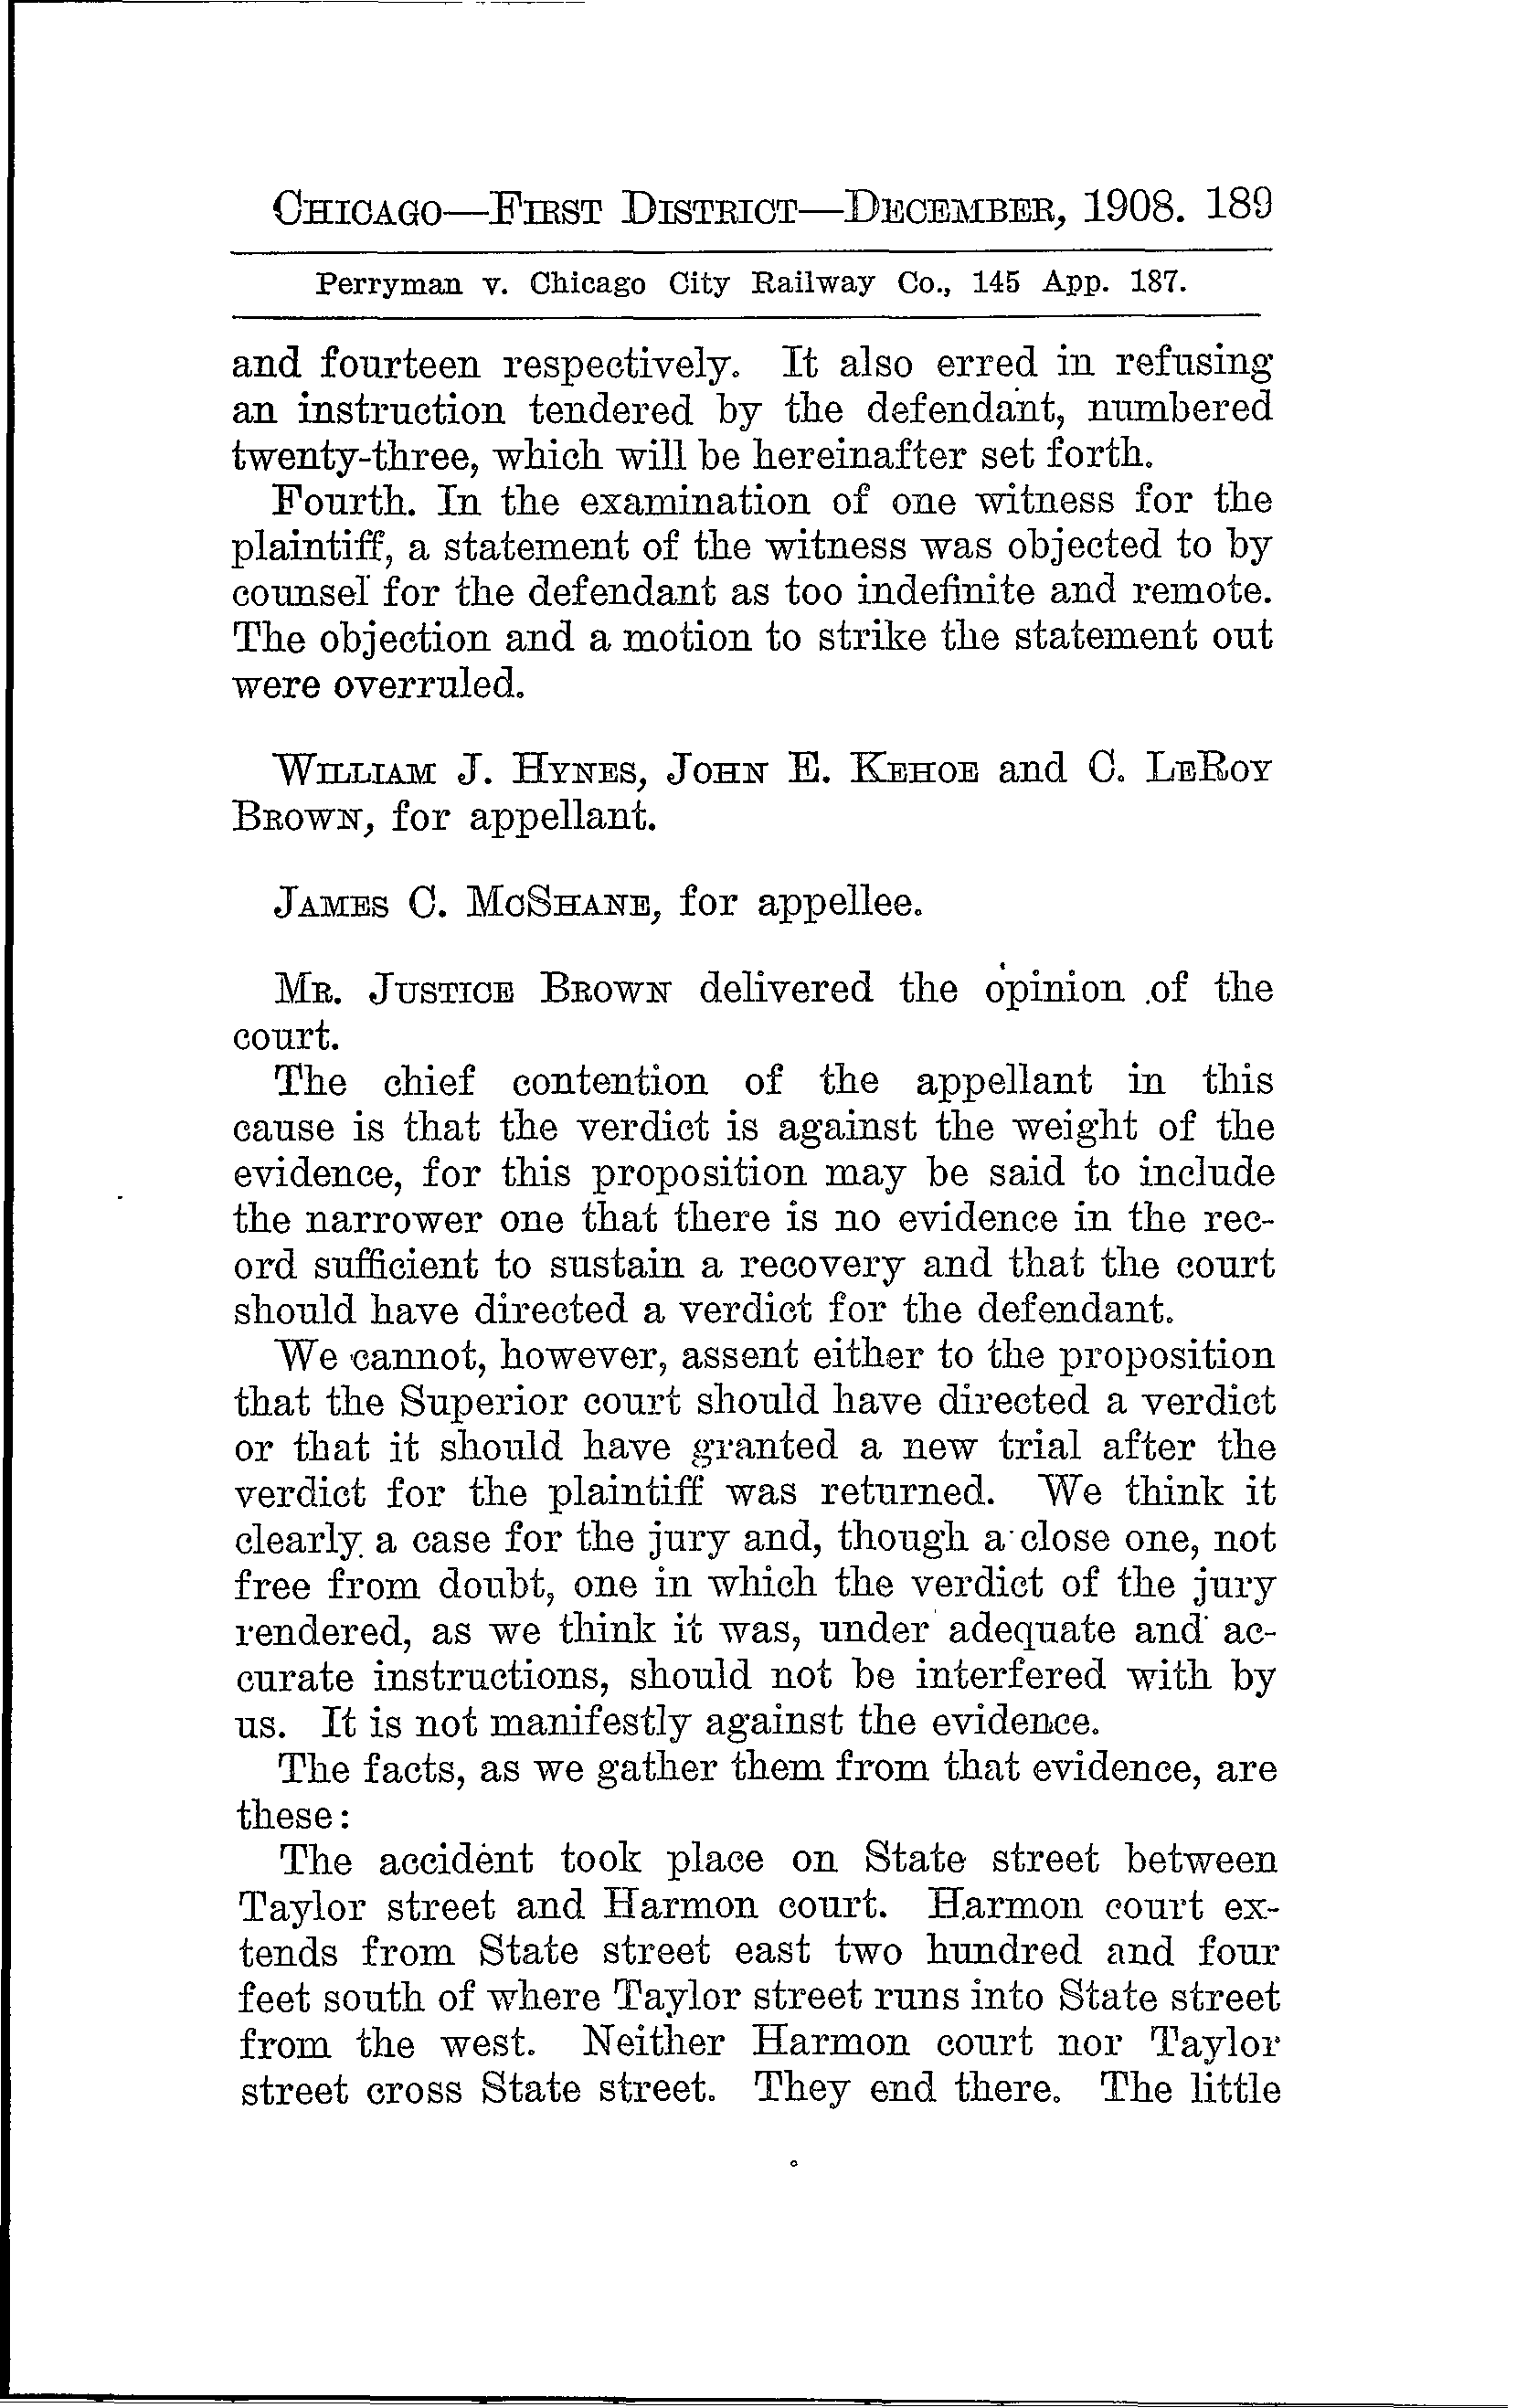 CHICAGO—FIRST DISTRICT—DECEMBER, 1908. 189
Perryman v. Chicago City Railway Co., 145 App. 187.
and fourteen respectively. It also erred in refusing
an instruction tendered by the defendant, numbered
twenty-three, which will be hereinafter set forth.
Fourth. In the examination of one witness for the
plaintiff, a statement of the witness was objected to by
counsel for the defendant as too indefinite and remote.
The objection and a motion to strike the statement out
were overruled.
WILLIAM J. HYNES, JOHN E. KEHOE and C. LEROY
BROWN, for appellant.
JAMES C. MCSHANE, for appellee.
MR. JUSTICE BROWN delivered the opinion of the
court.
The chief contention of the appellant in this
cause is that the verdict is against the weight of the
evidence, for this proposition may be said to include
the narrower one that there is no evidence in the rec-
ord sufficient to sustain a recovery and that the court
should have directed a verdict for the defendant.
We cannot, however, assent either to the proposition
that the Superior court should have directed a verdict
or that it should have granted a new trial after the
verdict for the plaintiff was returned. We think it
clearly a case for the jury and, though a close one, not
free from doubt, one in which the verdict of the jury
rendered, as we think it was, under adequate and ac-
curate instructions, should not be interfered with by
us. It is not manifestly against the evidence.
The facts, as we gather them from that evidence, are
these:
The accident took place on State street between
Taylor street and Harmon court. Harmon court ex-
tends from State street east two hundred and four
feet south of where Taylor street runs into State street
from the west. Neither Harmon court nor Taylor
street cross State street. They end there. The little